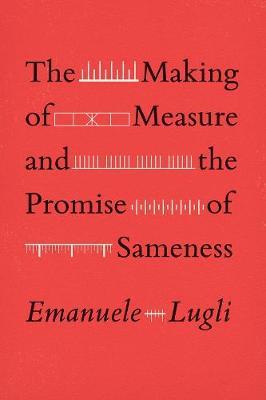 The Making
of Measure
and the
Promise of
Sameness
Emanuele Lugli